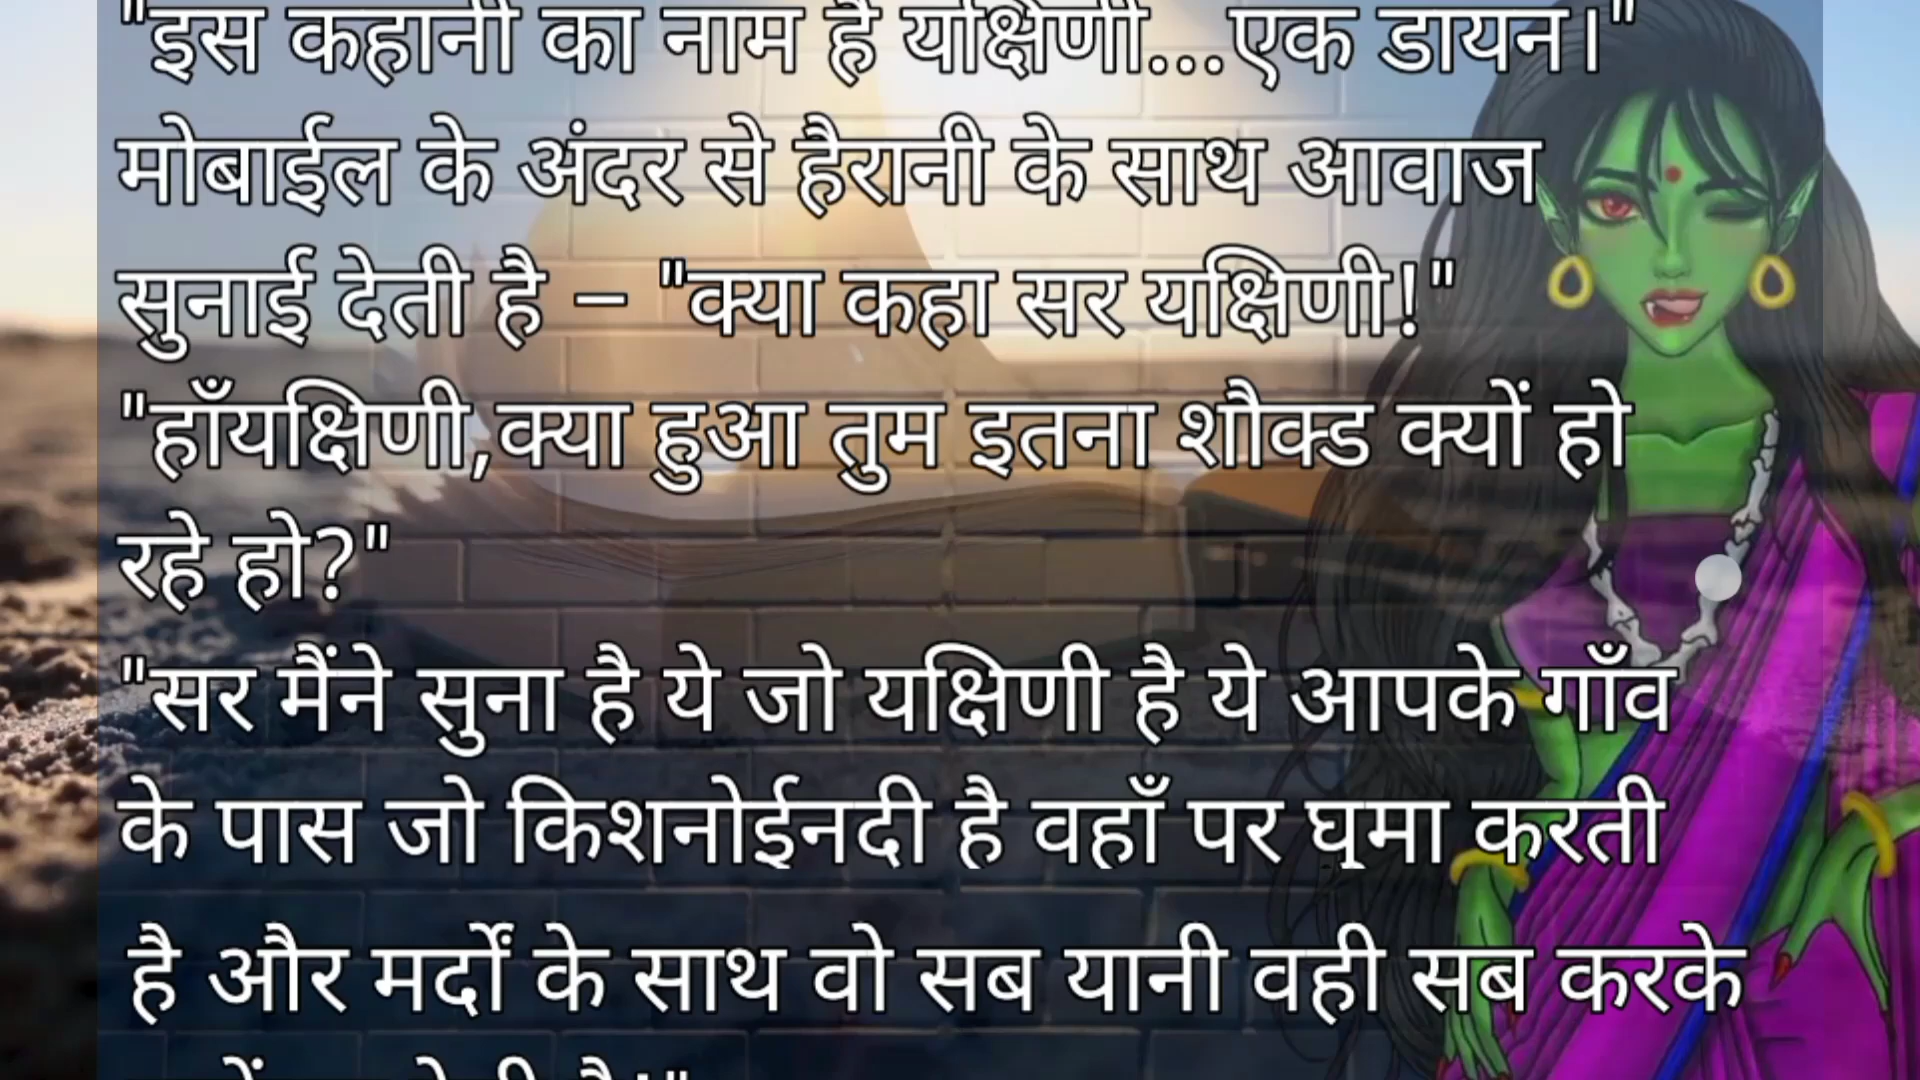 "इस कहानी का नाम है यक्षिणी...एक डायन।"
मोबाईल के अंदर से हैरानी के साथ आवाज
सुनाई देती है – "क्या कहा सर यक्षिणी!"
"हाँयक्षिणी,क्या हुआ तुम इतना शौक्ड क्यों हो
रहे हो?"
"सर मैंने सुना है ये जो यक्षिणी है ये आपके गाँव
के पास जो किशनोईनदी है वहाँ पर घूमा करती
है और मर्दों के साथ वो सब यानी वही सब करके